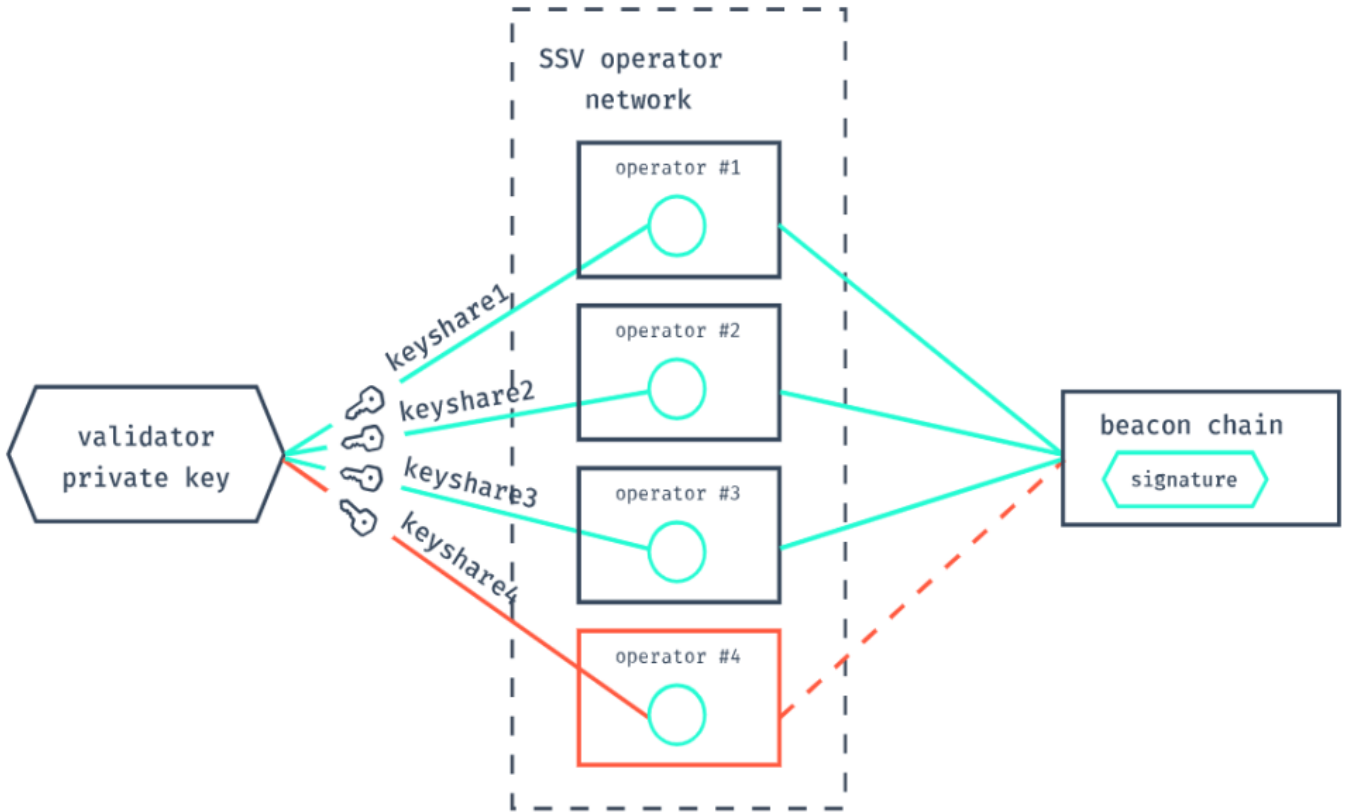 SSV operator
network
operator #1
keyshare1
operator #2
keyshare2
validator
private key
beacon chain
signature
keyshare3
operator #3
keyshare4
operator #4